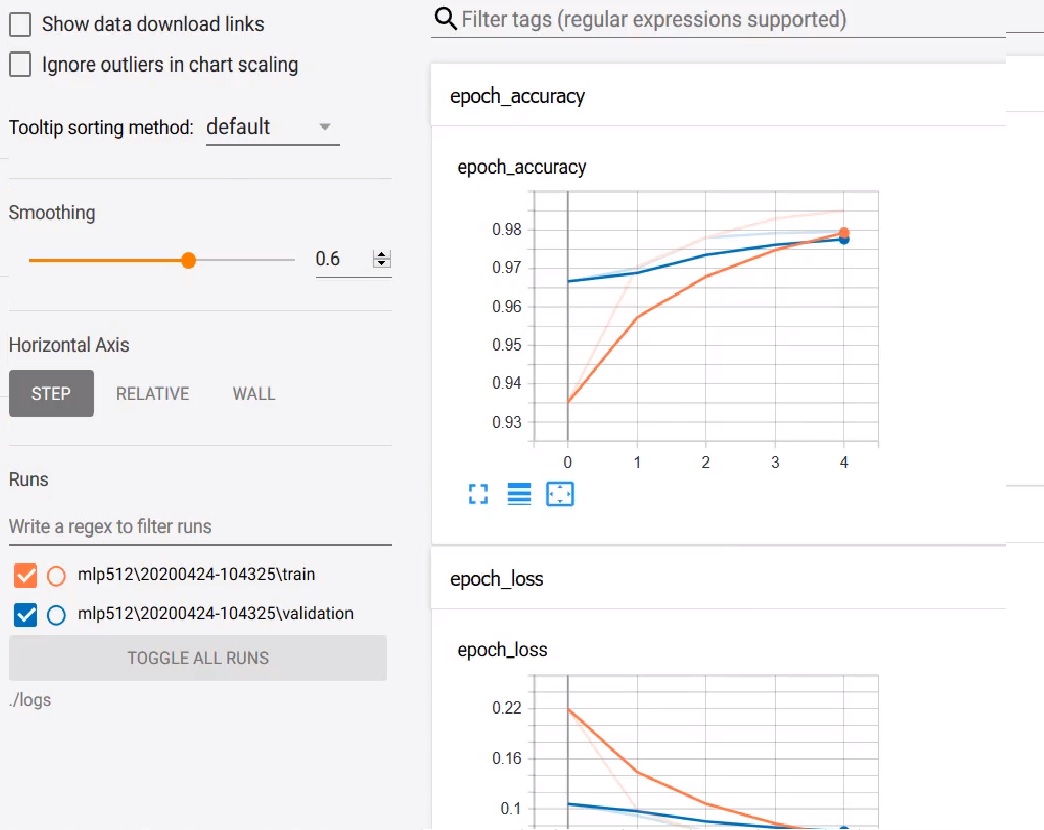 Show data download links
Ignore outliers in chart scaling
Tooltip sorting method: default
Smoothing
0.6
Horizontal Axis
STEP RELATIVE WALL
Runs
Write a regex to filter runs
mlp512\20200424-104325\train
mlp512\20200424-104325\validation
TOGGLE ALL RUNS
./logs
Filter tags (regular expressions supported)
epoch_accuracy
epoch_accuracy
0.98
0.97
0.96
0.95
0.94
0.93
0 1 2 3 4
epoch_loss
epoch_loss
0.22
0.16
0.1